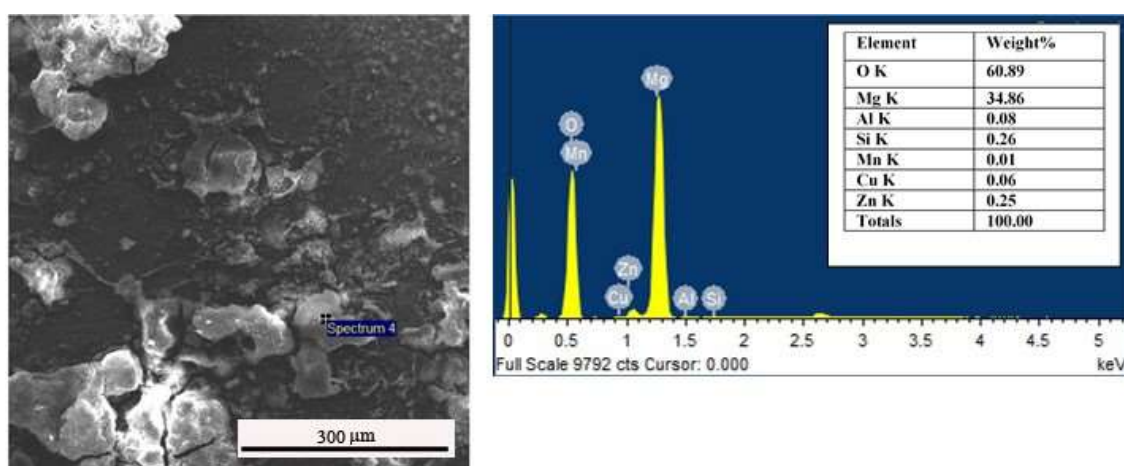 Spectrum 4
300 µm
Mg
O
Mn
Zn
Cu
Al
Si
0 0.5 1 1.5 2 2.5 3 3.5 4 4.5 5
Full Scale 9792 cts Cursor: 0.000 keV
Element Weight%
O K 60.89
Mg K 34.86
Al K 0.08
Si K 0.26
Mn K 0.01
Cu K 0.06
Zn K 0.25
Totals 100.00